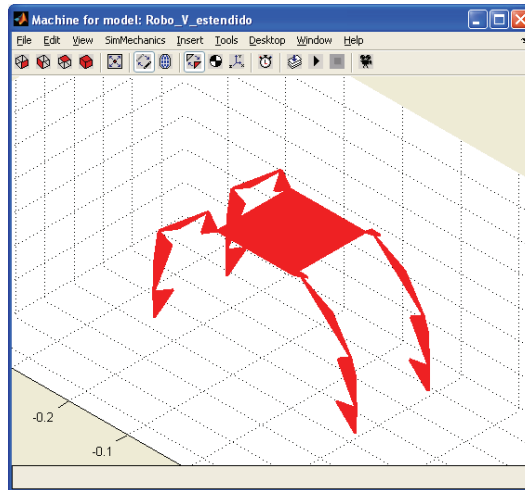 Machine for model: Robo_V_estendido
File Edit View SimMechanics Insert Tools Desktop Window Help
-0.2
-0.1